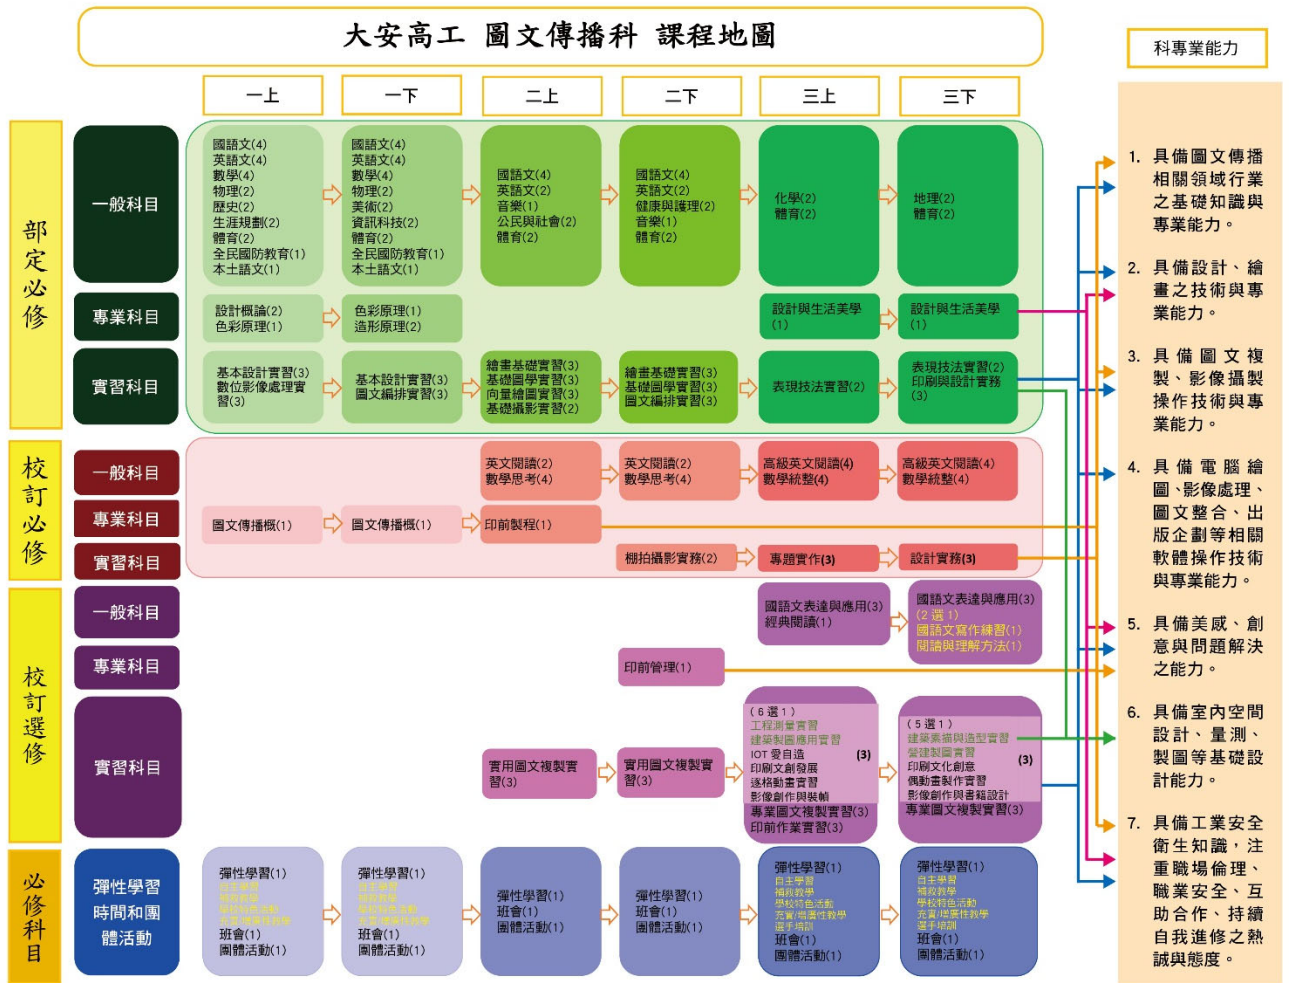 大安高工 圖文傳播科 課程地圖
科專業能力
一上
一下
二上
二下
三上
三下
部定必修
一般科目
國語文(4)
英語文(4)
數學(4)
物理(2)
歷史(2)
生涯規劃(2)
體育(2)
全民國防教育(1)
本土語文(1)
國語文(4)
英語文(4)
數學(4)
物理(2)
美術(2)
資訊科技(2)
體育(2)
全民國防教育(1)
本土語文(1)
國語文(4)
英語文(2)
音樂(1)
公民與社會(2)
體育(2)
國語文(4)
英語文(2)
健康與護理(2)
音樂(1)
體育(2)
化學(2)
體育(2)
地理(2)
體育(2)
專業科目
設計概論(2)
色彩原理(1)
色彩原理(1)
造形原理(2)
設計與生活美學
(1)
設計與生活美學
(1)
實習科目
基本設計實習(3)
數位影像處理實
習(3)
基本設計實習(3)
圖文編排實習(3)
繪畫基礎實習(3)
基礎圖學實習(3)
向量繪圖實習(3)
基礎攝影實習(2)
繪畫基礎實習(3)
基礎圖學實習(3)
圖文編排實習(3)
表現技法實習(2)
表現技法實習(2)
印刷與設計實務
(3)
校訂必修
一般科目
英文閱讀(2)
數學思考(4)
英文閱讀(2)
數學思考(4)
高級英文閱讀(4)
數學統整(4)
高級英文閱讀(4)
數學統整(4)
專業科目
圖文傳播概(1)
圖文傳播概(1)
印前製程(1)
實習科目
棚拍攝影實務(2)
專題實作(3)
設計實務(3)
校訂選修
一般科目
國語文表達與應用(3)
經典閱讀(1)
國語文表達與應用(3)
(2 選 1)
國語文寫作練習(1)
閱讀與理解方法(1)
專業科目
印前管理(1)
實習科目
實用圖文複製實
習(3)
實用圖文複製實
習(3)
(6 選 1)
工程測量實習
建築製圖應用實習
IOT 愛自造
(3)
印刷文創發展
逐格動畫實習
影像創作與裝幀
專業圖文複製實習(3)
印前作業實習(3)
(5 選 1)
建築素描與造型實習
營建製圖實習
印刷文化創意
(3)
偶動畫製作實習
影像創作與書籍設計
專業圖文複製實習(3)
必修科目
彈性學習
時間和團
體活動
彈性學習(1)
自主學習
補救教學
學校特色活動
充實/增廣性教學
班會(1)
團體活動(1)
彈性學習(1)
自主學習
補救教學
學校特色活動
充實/增廣性教學
班會(1)
團體活動(1)
彈性學習(1)
班會(1)
團體活動(1)
彈性學習(1)
班會(1)
團體活動(1)
彈性學習(1)
自主學習
補救教學
學校特色活動
充實/增廣性教學
選手培訓
班會(1)
團體活動(1)
彈性學習(1)
自主學習
補救教學
學校特色活動
充實/增廣性教學
選手培訓
班會(1)
團體活動(1)
1. 具備圖文傳播
相關領域行業
之基礎知識與
專業能力。
2. 具備設計、繪
畫之技術與專
業能力。
3. 具備圖文複
製、影像攝製
操作技術與專
業能力。
4. 具備電腦繪
圖、影像處理、
圖文整合、出
版企劃等相關
軟體操作技術
與專業能力。
5. 具備美感、創
意與問題解決
之能力。
6. 具備室內空間
設計、量測、
製圖等基礎設
計能力。
7. 具備工業安全
衛生知識，注
重職場倫理、
職業安全、互
助合作、持續
自我進修之熱
誠與態度。